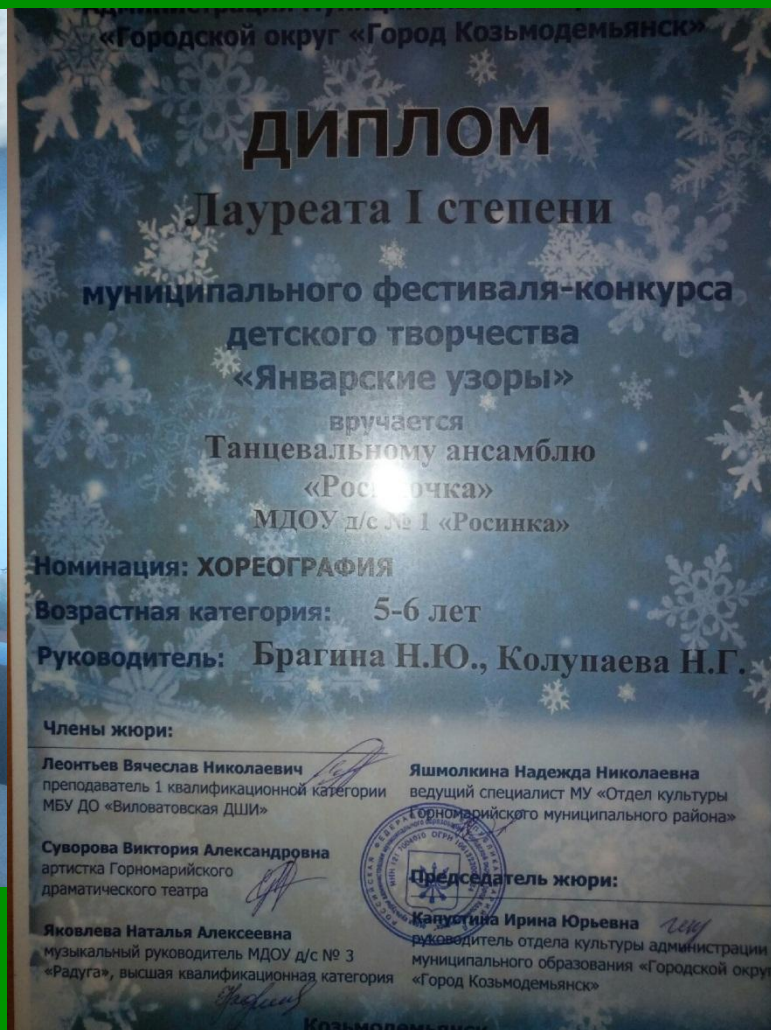 «Городской округ «Город Козьмодемьянск»
ДИПЛОМ
Лауреата I степени
муниципального фестиваля-конкурса
детского творчества
«Январские узоры»
вручается
Танцевальному ансамблю
МДОУ д/с № 1 «Росинка»
Номинация: ХОРЕОГРАФИЯ
Возрастная категория: 5-6 лет
Руководитель: Брагина Н.Ю., Колупаева Н.Г.
Члены жюри:
Леонтьев Вячеслав Николаевич
преподаватель 1 квалификационной категории
МБУ ДО «Виловатовская ДШИ»
Суворова Виктория Александровна
артистка Горномарийского
драматического театра
Яковлева Наталья Алексеевна
музыкальный руководитель МДОУ д/с № 3
«Радуга», высшая квалификационная категория
Яшмолкина Надежда Николаевна
ведущий специалист МУ «Отдел культуры
Горномарийского муниципального района»
Председатель жюри:
Капустина Ирина Юрьевна
руководитель отдела культуры администрации
муниципального образования «Городской округ
«Город Козьмодемьянск»
Козьмодемьянск